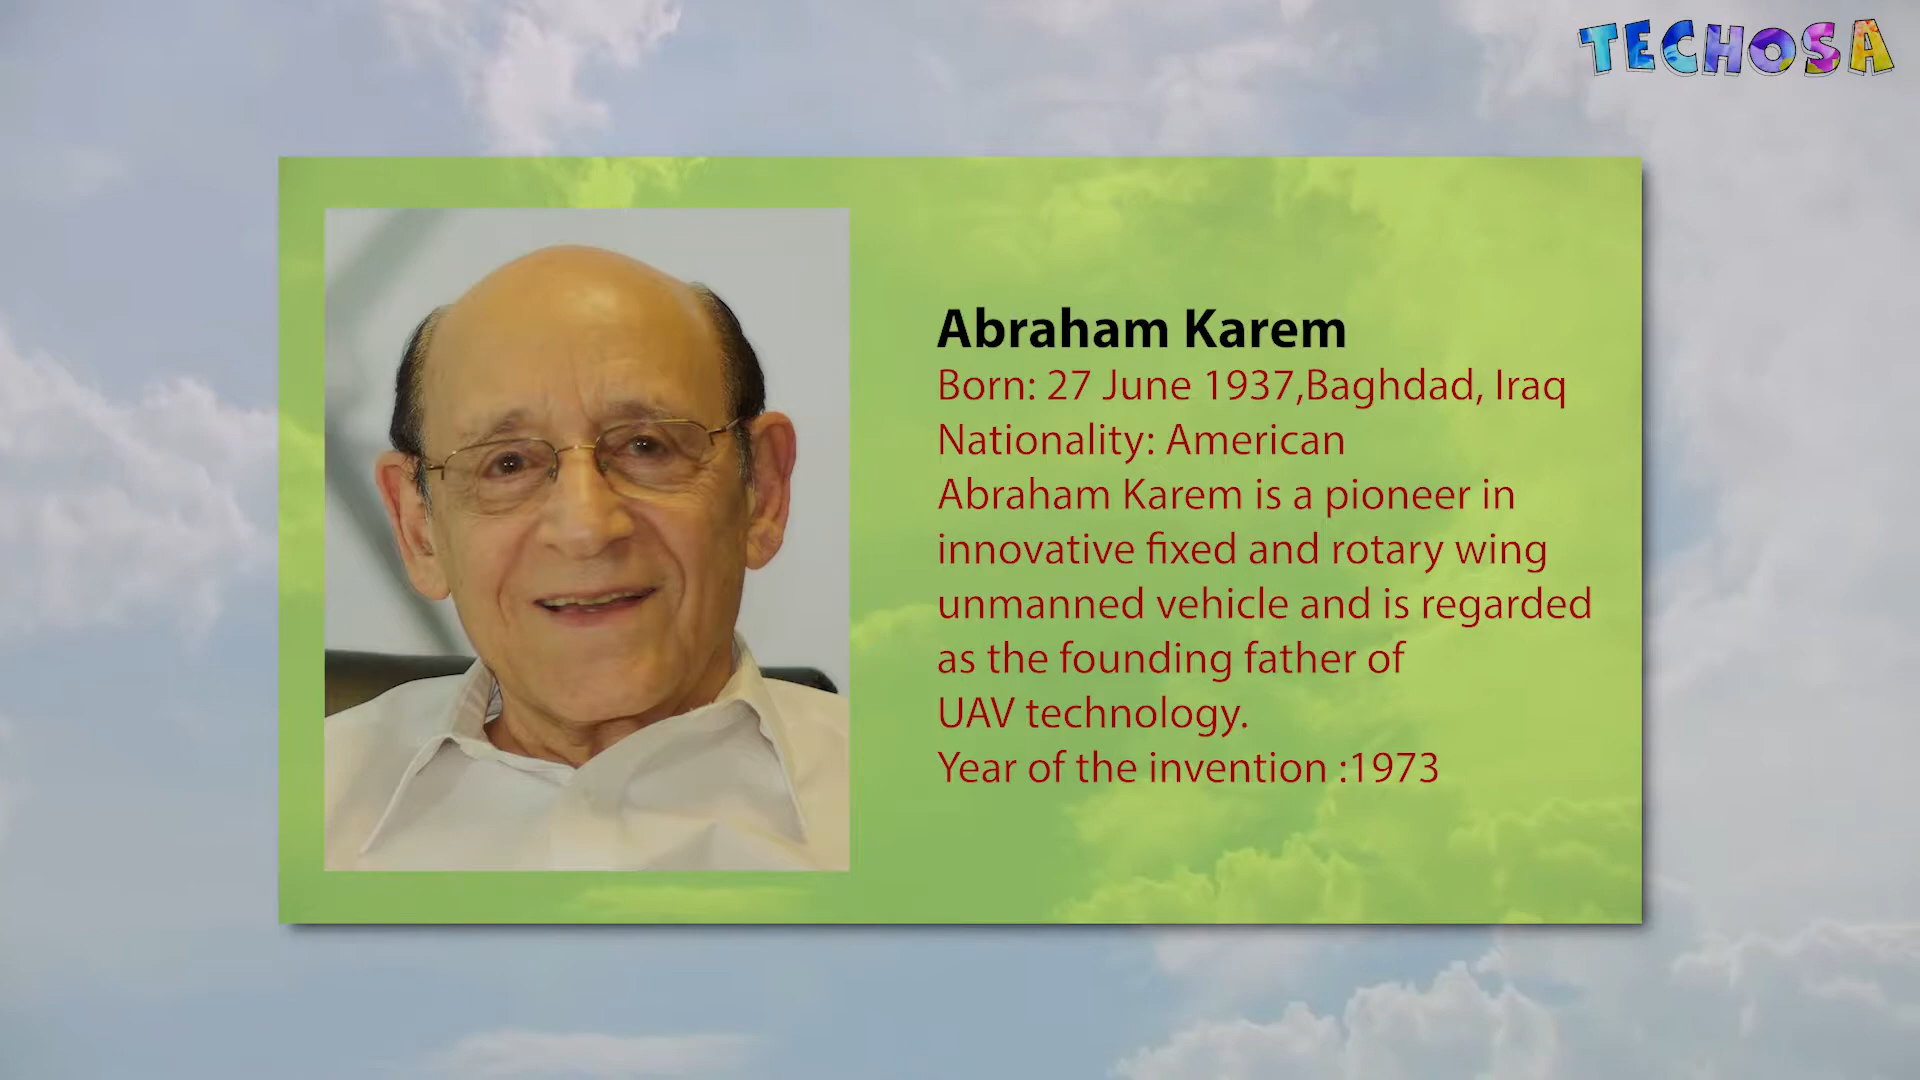 TECHOSA
Abraham Karem
Born: 27 June 1937,Baghdad, Iraq
Nationality: American
Abraham Karem is a pioneer in
innovative fixed and rotary wing
unmanned vehicle and is regarded
as the founding father of
UAV technology.
Year of the invention :1973